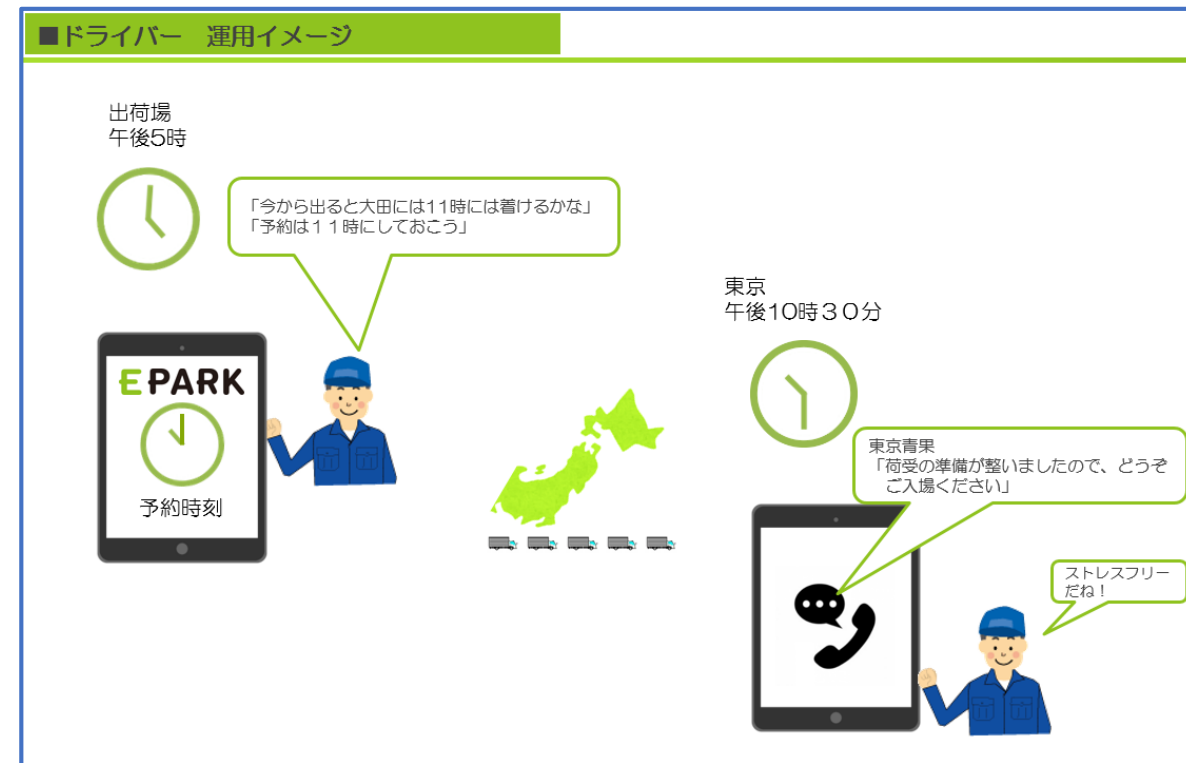 ■ドライバー　運用イメージ
出荷場
午後5時
「今から出ると大田には11時には着けるかな」
「予約は１１時にしておこう」
EPARK
予約時刻
東京
午後10時３０分
東京青果
「荷受の準備が整いましたので、どうぞ
ご入場ください」
ストレスフリー
だね！